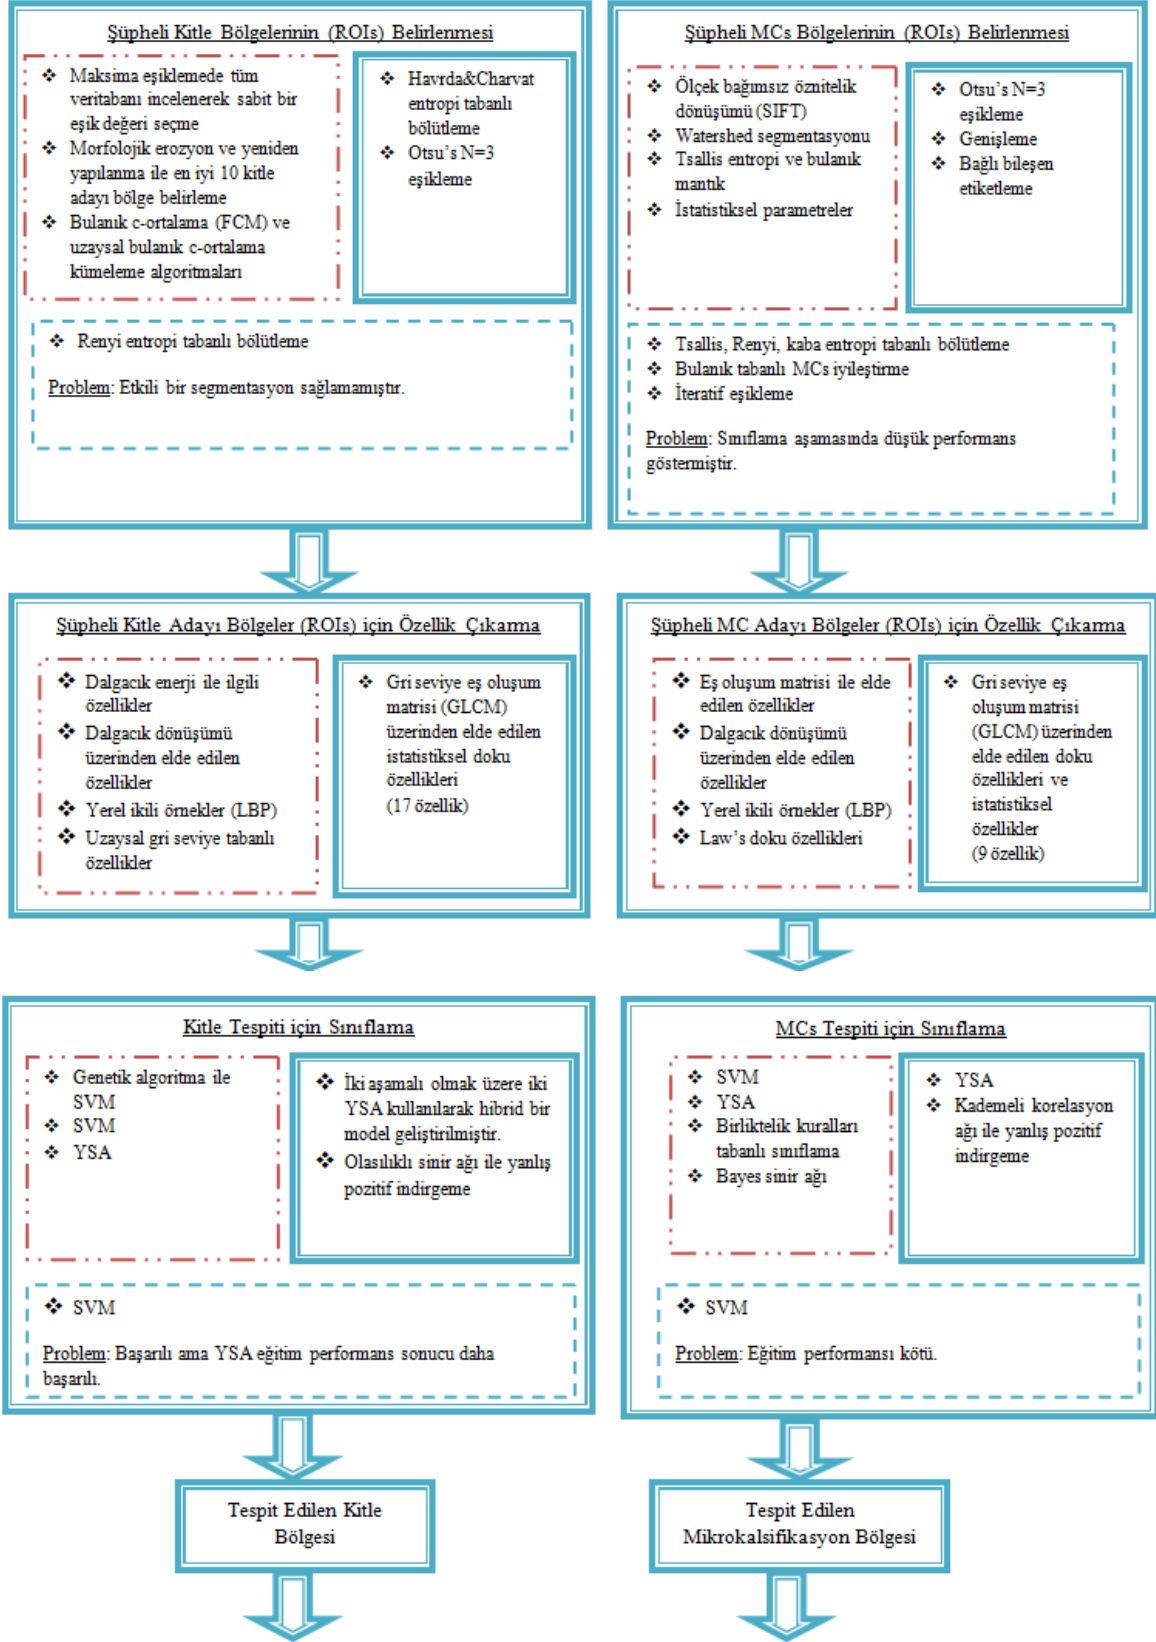 Şüpheli Kitle Bölgelerinin (ROIs) Belirlenmesi
❖ Maksima eşiklemede tüm
veritabanı incelenerek sabit bir
eşik değeri seçme
❖ Morfolojik erozyon ve yeniden
yapılanma ile en iyi 10 kitle
adayı bölge belirleme
❖ Bulanık c-ortalama (FCM) ve
uzaysal bulanık c-ortalama
kümeleme algoritmaları
❖ Havrda&Charvat
entropi tabanlı
bölütleme
❖ Otsu's N=3
eşikleme
❖ Renyi entropi tabanlı bölütleme
Problem: Etkili bir segmentasyon sağlamamıştır.
Şüpheli MCs Bölgelerinin (ROIs) Belirlenmesi
❖ Ölçek bağımsız öznitelik
dönüşümü (SIFT)
❖ Watershed segmentasyonu
❖ Tsallis entropi ve bulanık
mantık
❖ İstatistiksel parametreler
❖ Otsu's N=3
eşikleme
❖ Genişleme
❖ Bağlı bileşen
etiketleme
❖ Tsallis, Renyi, kaba entropi tabanlı bölütleme
❖ Bulanık tabanlı MCs iyileştirme
❖ İteratif eşikleme
Problem: Sınıflama aşamasında düşük performans
göstermiştir.
Şüpheli Kitle Adayı Bölgeler (ROIs) için Özellik Çıkarma
❖ Dalgacık enerji ile ilgili
özellikler
❖ Dalgacık dönüşümü
üzerinden elde edilen
özellikler
❖ Yerel ikili örnekler (LBP)
❖ Uzaysal gri seviye tabanlı
özellikler
❖ Gri seviye eş oluşum
matrisi (GLCM)
üzerinden elde edilen
istatistiksel doku
özellikleri
(17 özellik)
Şüpheli MC Adayı Bölgeler (ROIs) için Özellik Çıkarma
❖ Eş oluşum matrisi ile elde
edilen özellikler
❖ Dalgacık dönüşümü
üzerinden elde edilen
özellikler
❖ Yerel ikili örnekler (LBP)
❖ Law's doku özellikleri
❖ Gri seviye eş
oluşum matrisi
(GLCM) üzerinden
elde edilen doku
özellikleri ve
istatistiksel
özellikler
(9 özellik)
Kitle Tespiti için Sınıflama
❖ Genetik algoritma ile
SVM
❖ SVM
❖ YSA
❖ İki aşamalı olmak üzere iki
YSA kullanılarak hibrid bir
model geliştirilmiştir.
❖ Olasılıklı sinir ağı ile yanlış
pozitif indirgeme
❖ SVM
Problem: Başarılı ama YSA eğitim performans sonucu daha
başarılı.
MCs Tespiti için Sınıflama
❖ SVM
❖ YSA
❖ Birliktelik kuralları
tabanlı sınıflama
❖ Bayes sinir ağı
❖ YSA
❖ Kademeli korelasyon
ağı ile yanlış pozitif
indirgeme
❖ SVM
Problem: Eğitim performansı kötü.
Tespit Edilen Kitle
Bölgesi
Tespit Edilen
Mikrokalsifikasyon Bölgesi